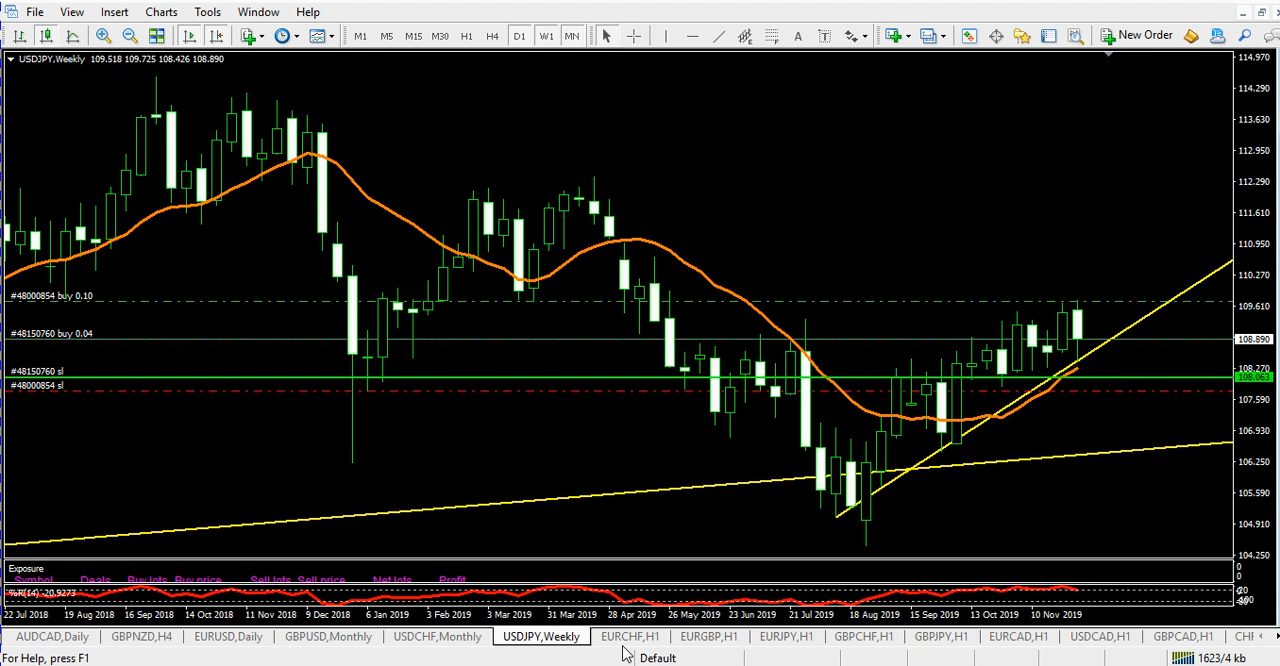 File View Insert Charts Tools Window Help
M1 M5 M15 M30 H1 H4 D1 W1 MN A T New Order
USDJPY,Weekly 109.518 109.725 108.426 108.890
114.970
114.290
113.630
112.950
112.290
111.610
110.950
110.270
#48000854 buy 0.10
109.610
#48150760 buy 0.04
108.890
#48150760 sl
108.270
108.063
#48000854 sl
107.590
106.930
106.250
105.590
104.910
104.250
Exposure
Symbol Deals Buy lots Buy price Sell lots Sell price Net lots Profit
0
0
%R(14) -20.9273
22 Jul 2018 19 Aug 2018 16 Sep 2018 14 Oct 2018 11 Nov 2018 9 Dec 2018 6 Jan 2019 3 Feb 2019 3 Mar 2019 31 Mar 2019 28 Apr 2019 26 May 2019 23 Jun 2019 21 Jul 2019 18 Aug 2019 15 Sep 2019 13 Oct 2019 10 Nov 2019
AUDCAD,Daily GBPNZD,H4 EURUSD,Daily GBPUSD,Monthly USDCHF,Monthly USDJPY,Weekly EURCHF,H1 EURGBP,H1 EURJPY,H1 GBPCHF,H1 GBPJPY,H1 EURCAD,H1 USDCAD,H1 GBPCAD,H1 CHF
For Help, press F1 Default 1623/4 kb